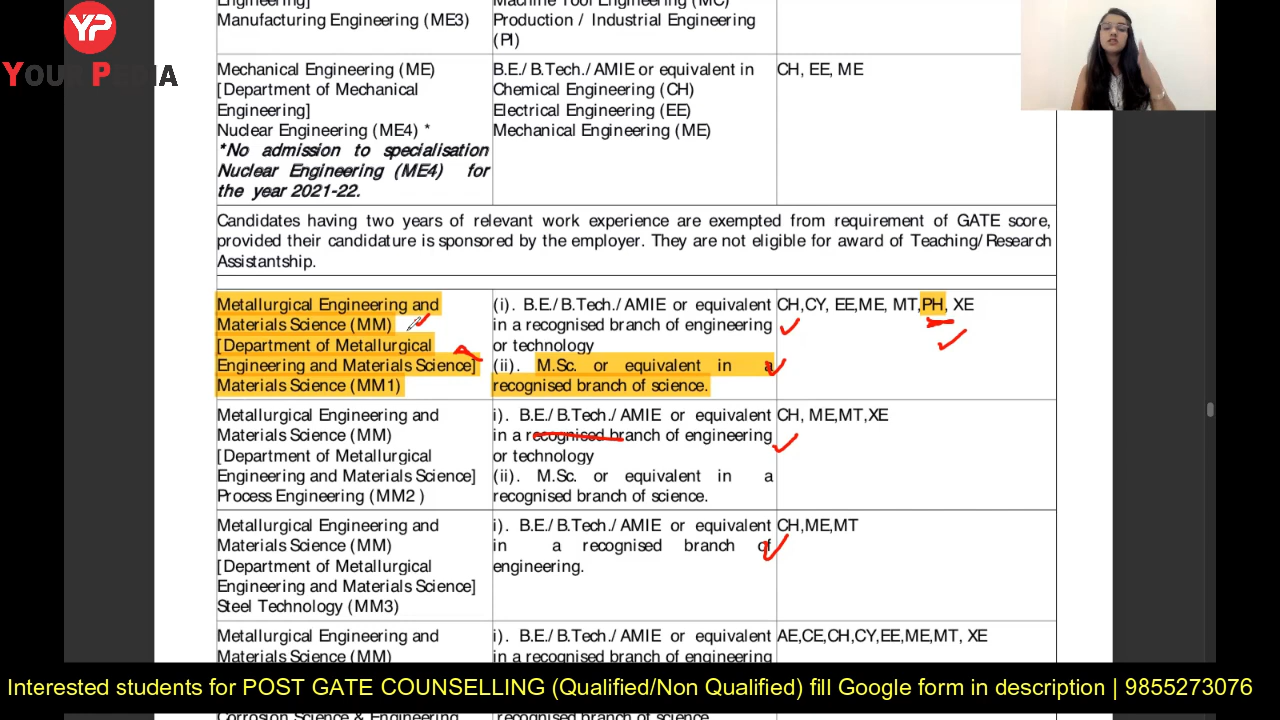 YP
YOUR PEDIA
Engineering]
Manufacturing Engineering (ME3)
Machine Tool Engineering (MC)
Production / Industrial Engineering
(PI)
Mechanical Engineering (ME)
[Department of Mechanical
Engineering]
Nuclear Engineering (ME4) *
*No admission to specialisation
Nuclear Engineering (ME4) for
the year 2021-22.
B.E./ B.Tech./ AMIE or equivalent in
Chemical Engineering (CH)
Electrical Engineering (EE)
Mechanical Engineering (ME)
CH, EE, ME
Candidates having two years of relevant work experience are exempted from requirement of GATE score,
provided their candidature is sponsored by the employer. They are not eligible for award of Teaching/ Research
Assistantship.
Metallurgical Engineering and
Materials Science (MM)
[Department of Metallurgical
Engineering and Materials Science]
Materials Science (MM1)
(i). B.E./ B.Tech./ AMIE or equivalent
in a recognised branch of engineering
or technology
(ii). M.Sc. or equivalent in a
recognised branch of science.
CH,CY, EE,ME, MT,PH, XE
Metallurgical Engineering and
Materials Science (MM)
[Department of Metallurgical
Engineering and Materials Science]
Process Engineering (MM2 )
i). B.E./ B.Tech./ AMIE or equivalent
in a recognised branch of engineering
or technology
(ii). M.Sc. or equivalent in a
recognised branch of science.
CH, ME,MT,XE
Metallurgical Engineering and
Materials Science (MM)
[Department of Metallurgical
Engineering and Materials Science]
Steel Technology (MM3)
i). B.E./ B.Tech./ AMIE or equivalent
in a recognised branch of
engineering.
CH,ME,MT
Metallurgical Engineering and
Materials Science (MM)
i). B.E./ B.Tech./ AMIE or equivalent
in a recognised branch of engineering
AE,CE,CH,CY,EE,ME,MT, XE
Interested students for POST GATE COUNSELLING (Qualified/Non Qualified) fill Google form in description | 9855273076
Corrosion Science & Engineering
recognised branch of science.